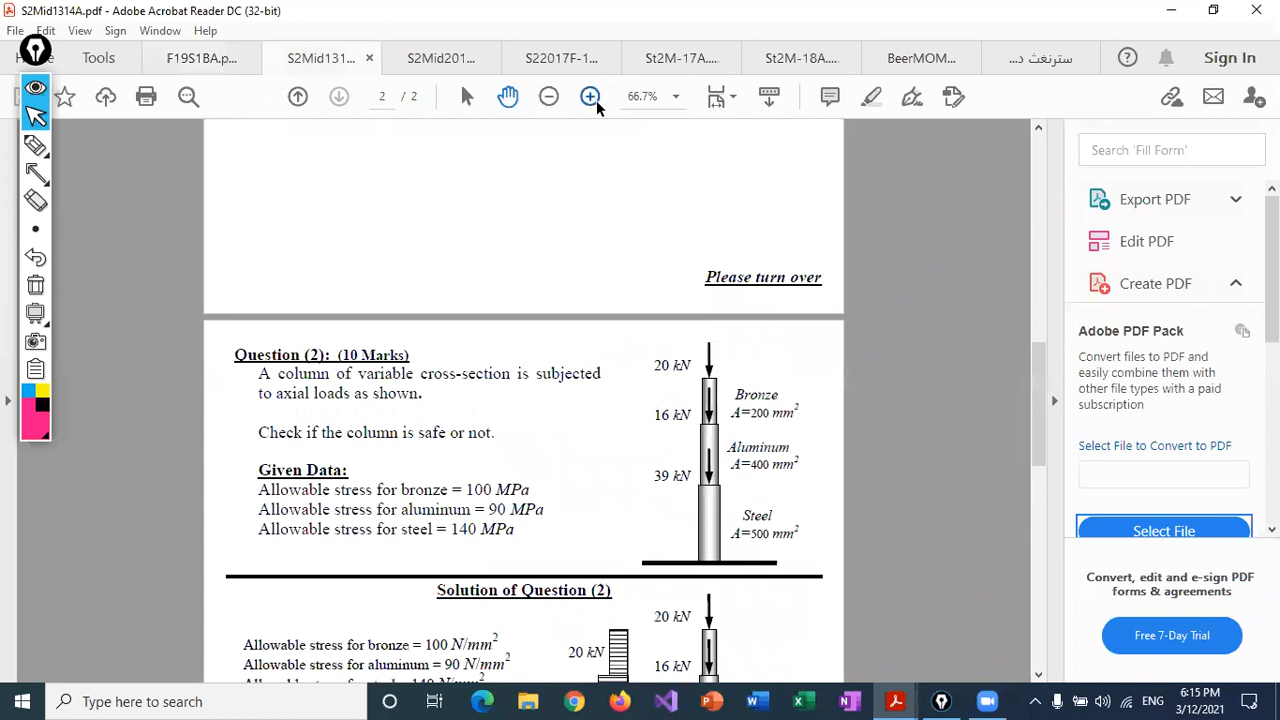 S2Mid1314A.pdf - Adobe Acrobat Reader DC (32-bit)
File Edit View Sign Window Help
Tools F19S1BA.p... S2Mid131... × S2Mid201... S22017F-1... St2M-17A.... St2M-18A.... BeerMOM... سترنغث د... Sign In
2 / 2 66.7%
Search 'Fill Form'
Export PDF
Edit PDF
Create PDF
Adobe PDF Pack
Convert files to PDF and
easily combine them with
other file types with a paid
subscription
Select File to Convert to PDF
Select File
Convert, edit and e-sign PDF
forms & agreements
Free 7-Day Trial
Please turn over
Question (2): (10 Marks)
A column of variable cross-section is subjected
to axial loads as shown.
Check if the column is safe or not.
Given Data:
Allowable stress for bronze = 100 MPa
Allowable stress for aluminum = 90 MPa
Allowable stress for steel = 140 MPa
20 kN
Bronze
16 kN A=200 mm²
Aluminum
A=400 mm²
39 kN
Steel
A=500 mm²
Solution of Question (2)
20 kN
Allowable stress for bronze = 100 N/mm²
20 kN
Allowable stress for aluminum = 90 N/mm²
16 kN
Type here to search
ENG
6:15 PM
3/12/2021